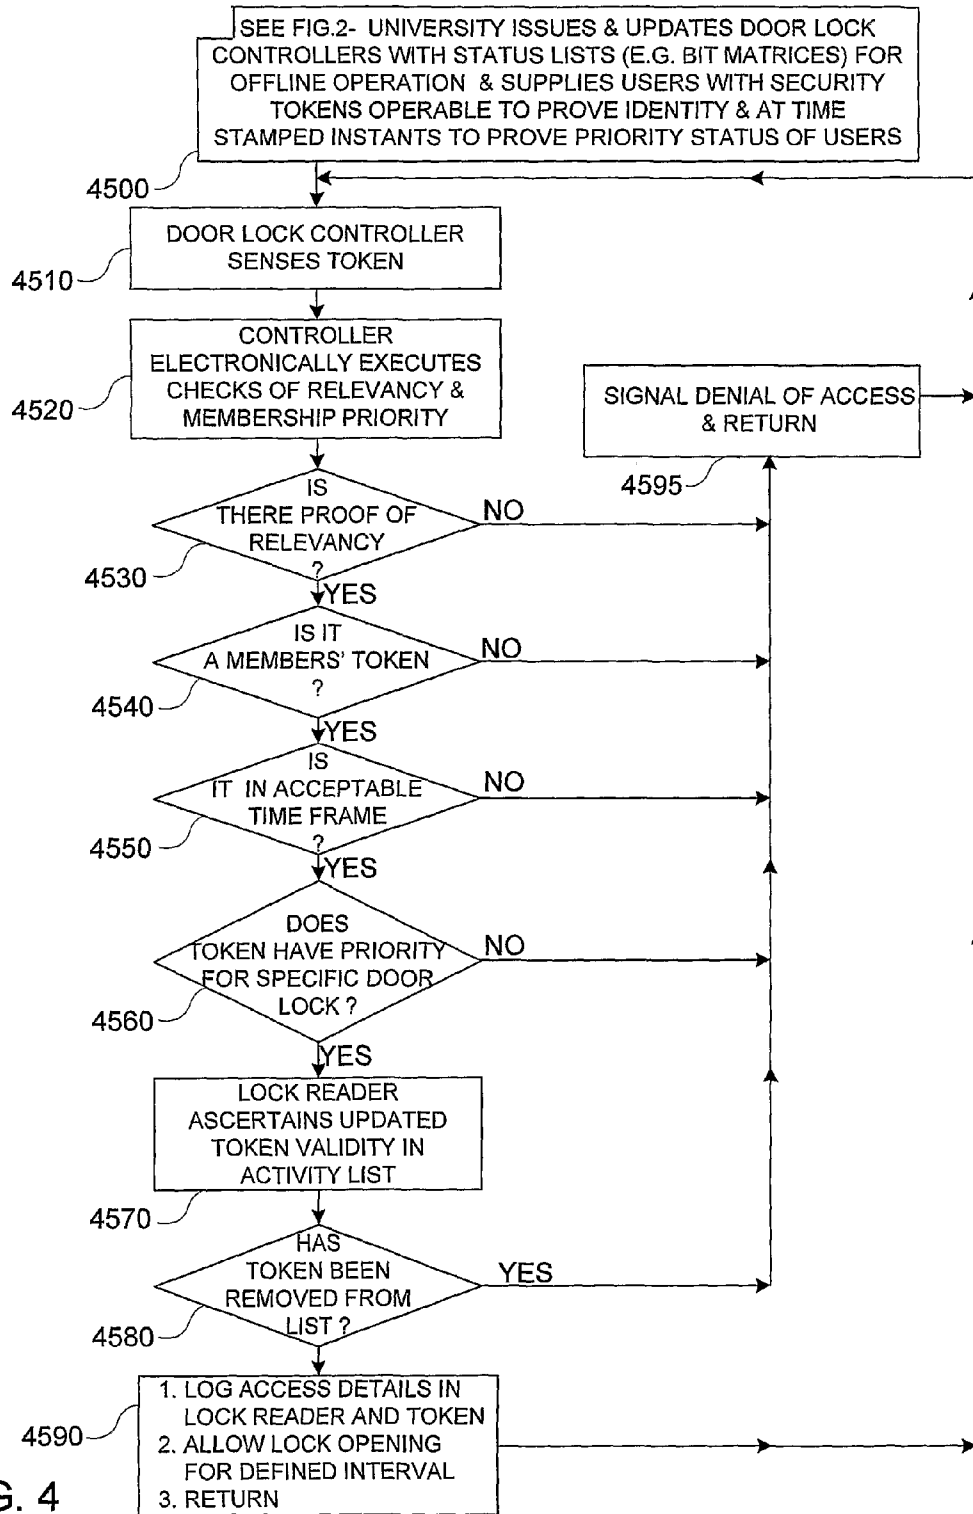 SEE FIG.2- UNIVERSITY ISSUES & UPDATES DOOR LOCK
CONTROLLERS WITH STATUS LISTS (E.G. BIT MATRICES) FOR
OFFLINE OPERATION & SUPPLIES USERS WITH SECURITY
TOKENS OPERABLE TO PROVE IDENTITY & AT TIME
STAMPED INSTANTS TO PROVE PRIORITY STATUS OF USERS
4500
DOOR LOCK CONTROLLER
SENSES TOKEN
4510
CONTROLLER
ELECTRONICALLY EXECUTES
CHECKS OF RELEVANCY &
MEMBERSHIP PRIORITY
4520
SIGNAL DENIAL OF ACCESS
& RETURN
4595
IS
THERE PROOF OF
RELEVANCY
?
NO
4530
YES
IS IT
A MEMBERS' TOKEN
?
NO
4540
YES
IS
IT IN ACCEPTABLE
TIME FRAME
?
NO
4550
YES
DOES
TOKEN HAVE PRIORITY
FOR SPECIFIC DOOR
LOCK ?
NO
4560
YES
LOCK READER
ASCERTAINS UPDATED
TOKEN VALIDITY IN
ACTIVITY LIST
4570
HAS
TOKEN BEEN
REMOVED FROM
LIST ?
YES
4580
1. LOG ACCESS DETAILS IN
LOCK READER AND TOKEN
2. ALLOW LOCK OPENING
FOR DEFINED INTERVAL
3. RETURN
4590
G. 4